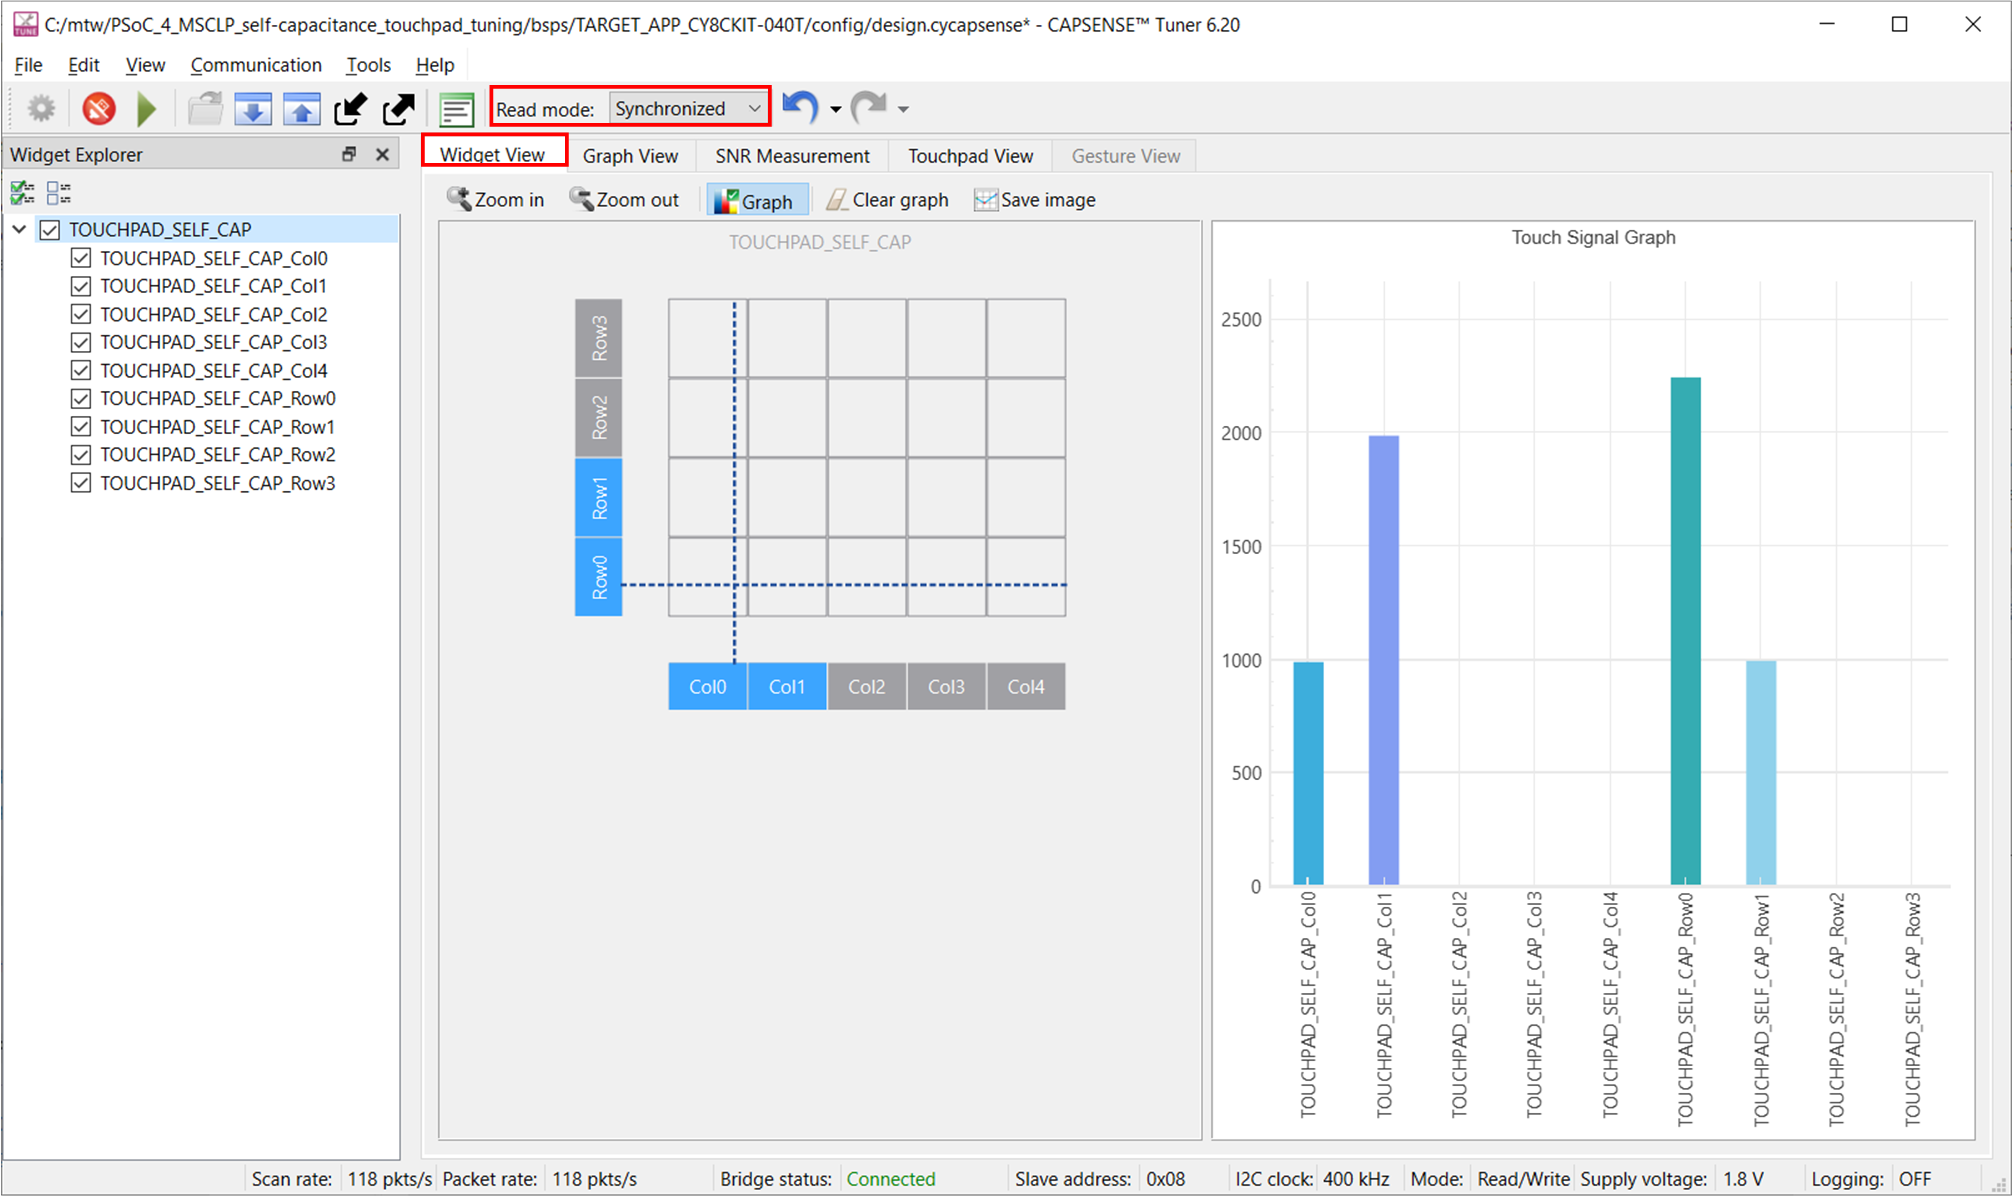 C:/mtw/PSoC_4_MSCLP_self-capacitance_touchpad_tuning/bsps/TARGET_APP_CY8CKIT-040T/config/design.cycapsense* - CAPSENSE™ Tuner 6.20
File Edit View Communication Tools Help
Read mode: Synchronized
Widget Explorer
TOUCHPAD_SELF_CAP
TOUCHPAD_SELF_CAP_Col0
TOUCHPAD_SELF_CAP_Col1
TOUCHPAD_SELF_CAP_Col2
TOUCHPAD_SELF_CAP_Col3
TOUCHPAD_SELF_CAP_Col4
TOUCHPAD_SELF_CAP_Row0
TOUCHPAD_SELF_CAP_Row1
TOUCHPAD_SELF_CAP_Row2
TOUCHPAD_SELF_CAP_Row3
Widget View Graph View SNR Measurement Touchpad View Gesture View
Zoom in Zoom out Graph Clear graph Save image
TOUCHPAD_SELF_CAP
Row3
Row2
Row1
Row0
Col0 Col1 Col2 Col3 Col4
Touch Signal Graph
2500
2000
1500
1000
500
0
TOUCHPAD_SELF_CAP_Col0
TOUCHPAD_SELF_CAP_Col1
TOUCHPAD_SELF_CAP_Col2
TOUCHPAD_SELF_CAP_Col3
TOUCHPAD_SELF_CAP_Col4
TOUCHPAD_SELF_CAP_Row0
TOUCHPAD_SELF_CAP_Row1
TOUCHPAD_SELF_CAP_Row2
TOUCHPAD_SELF_CAP_Row3
Scan rate: 118 pkts/s Packet rate: 118 pkts/s Bridge status: Connected Slave address: 0x08 I2C clock: 400 kHz Mode: Read/Write Supply voltage: 1.8 V Logging: OFF